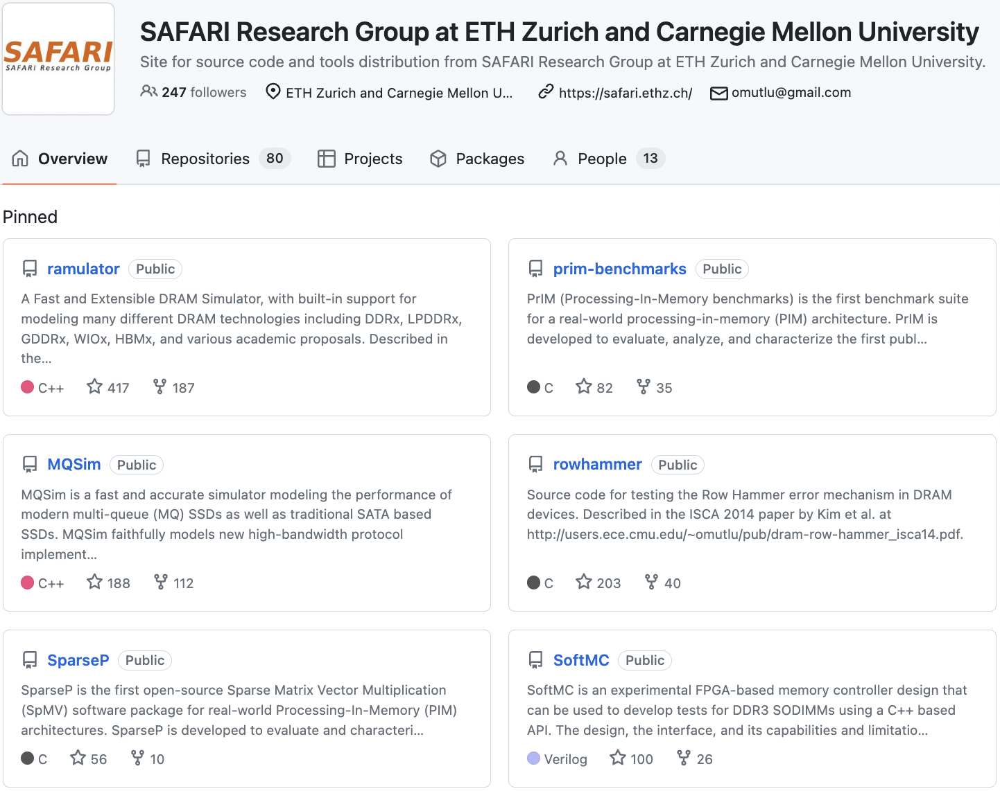 SAFARI
SAFARI Research Group
SAFARI Research Group at ETH Zurich and Carnegie Mellon University
Site for source code and tools distribution from SAFARI Research Group at ETH Zurich and Carnegie Mellon University.
247 followers ETH Zurich and Carnegie Mellon U... https://safari.ethz.ch/ omutlu@gmail.com
Overview Repositories 80 Projects Packages People 13
Pinned
ramulator Public
A Fast and Extensible DRAM Simulator, with built-in support for
modeling many different DRAM technologies including DDRx, LPDDRx,
GDDRx, WIOx, HBMx, and various academic proposals. Described in
the...
C++ 417 187
prim-benchmarks Public
PrIM (Processing-In-Memory benchmarks) is the first benchmark suite
for a real-world processing-in-memory (PIM) architecture. PrIM is
developed to evaluate, analyze, and characterize the first publ...
C 82 35
MQSim Public
MQSim is a fast and accurate simulator modeling the performance of
modern multi-queue (MQ) SSDs as well as traditional SATA based
SSDs. MQSim faithfully models new high-bandwidth protocol
implement...
C++ 188 112
rowhammer Public
Source code for testing the Row Hammer error mechanism in DRAM
devices. Described in the ISCA 2014 paper by Kim et al. at
http://users.ece.cmu.edu/~omutlu/pub/dram-row-hammer_isca14.pdf.
C 203 40
SparseP Public
SparseP is the first open-source Sparse Matrix Vector Multiplication
(SpMV) software package for real-world Processing-In-Memory (PIM)
architectures. SparseP is developed to evaluate and characteri...
C 56 10
SoftMC Public
SoftMC is an experimental FPGA-based memory controller design that
can be used to develop tests for DDR3 SODIMMs using a C++ based
API. The design, the interface, and its capabilities and limitatio...
Verilog 100 26